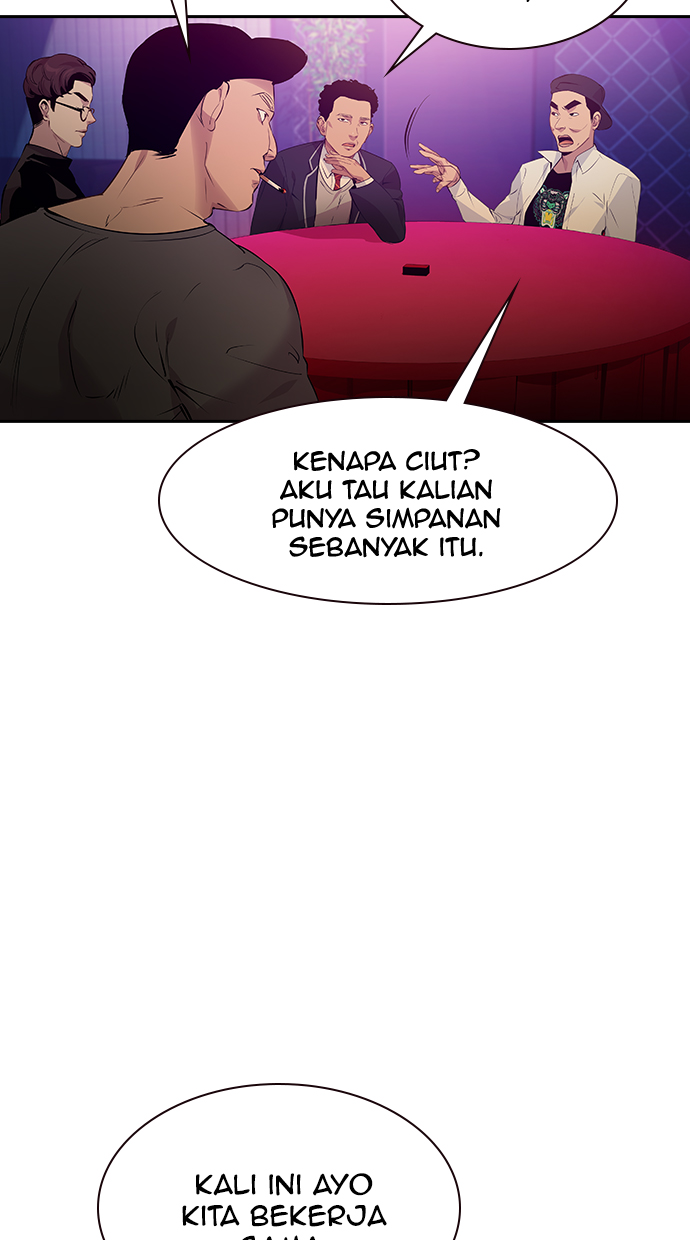 KENAPA CIUT?
AKU TAU KALIAN
PUNYA SIMPANAN
SEBANYAK ITU.
KALI INI AYO
KITA BEKERJA